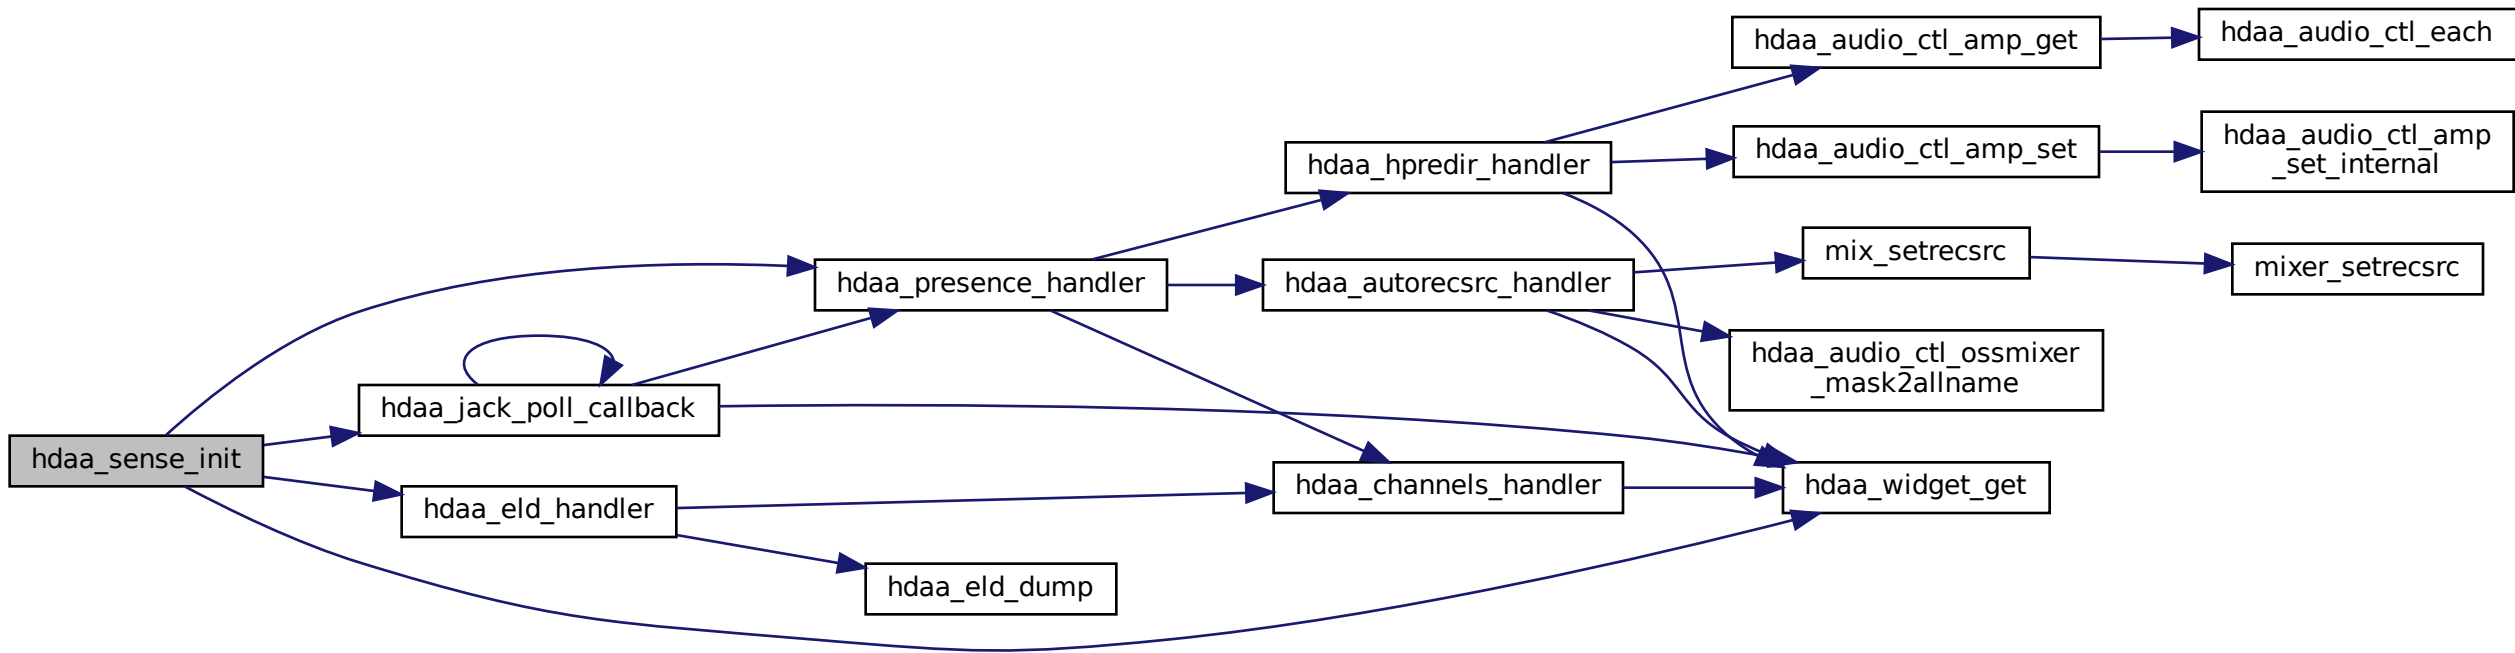 hdaa_sense_init
hdaa_jack_poll_callback
hdaa_eld_handler
hdaa_presence_handler
hdaa_eld_dump
hdaa_hpredir_handler
hdaa_autorecsrc_handler
hdaa_channels_handler
hdaa_audio_ctl_amp_get
hdaa_audio_ctl_amp_set
mix_setrecsrc
hdaa_audio_ctl_ossmixer
_mask2allname
hdaa_widget_get
hdaa_audio_ctl_each
hdaa_audio_ctl_amp
_set_internal
mixer_setrecsrc